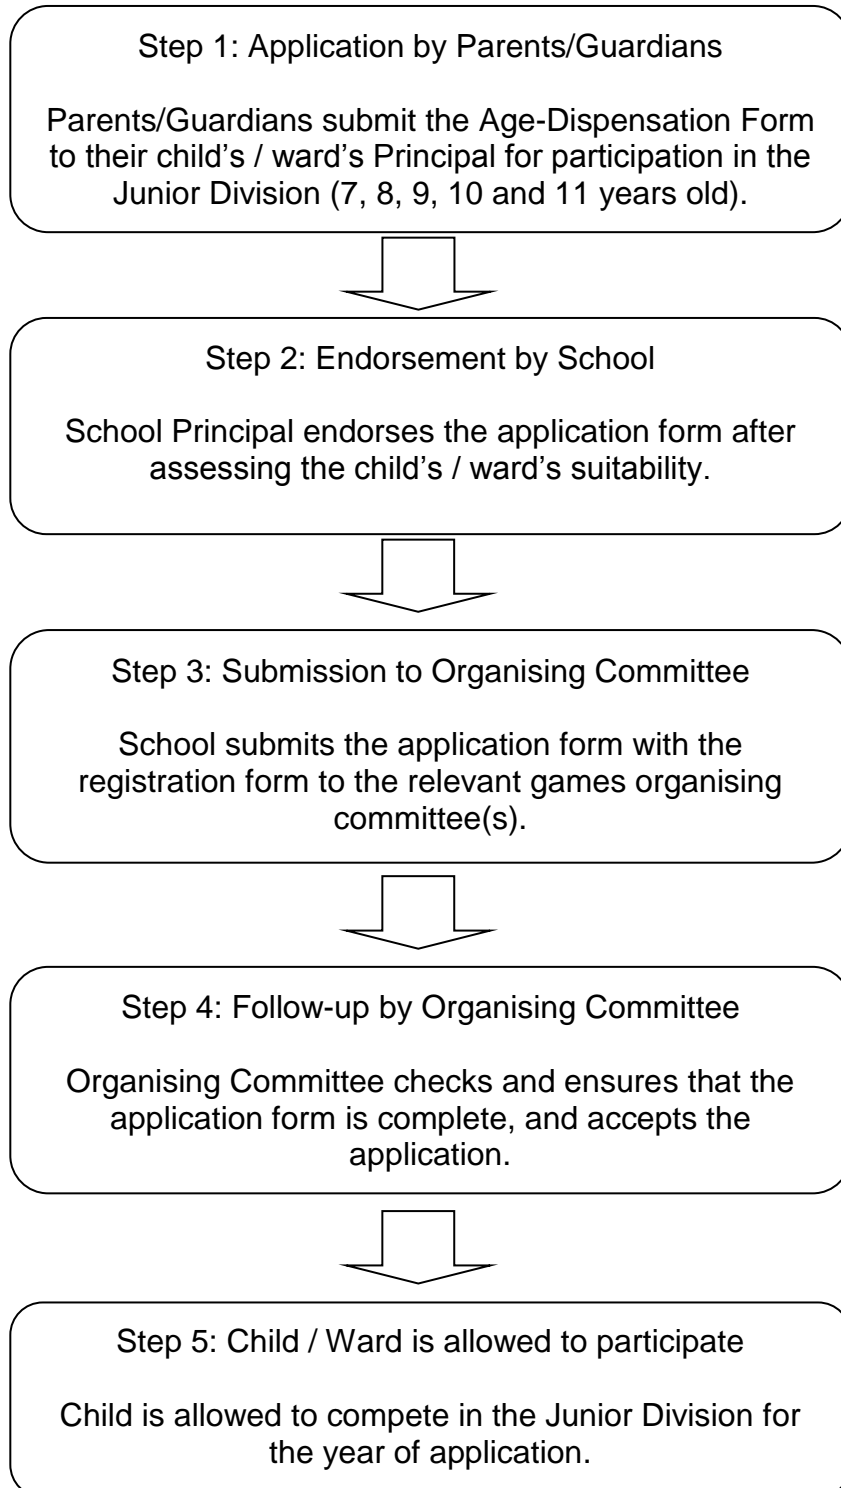 Step 1: Application by Parents/Guardians
Parents/Guardians submit the Age-Dispensation Form
to their child’s / ward’s Principal for participation in the
Junior Division (7, 8, 9, 10 and 11 years old).
Step 2: Endorsement by School
School Principal endorses the application form after
assessing the child’s / ward’s suitability.
Step 3: Submission to Organising Committee
School submits the application form with the
registration form to the relevant games organising
committee(s).
Step 4: Follow-up by Organising Committee
Organising Committee checks and ensures that the
application form is complete, and accepts the
application.
Step 5: Child / Ward is allowed to participate
Child is allowed to compete in the Junior Division for
the year of application.